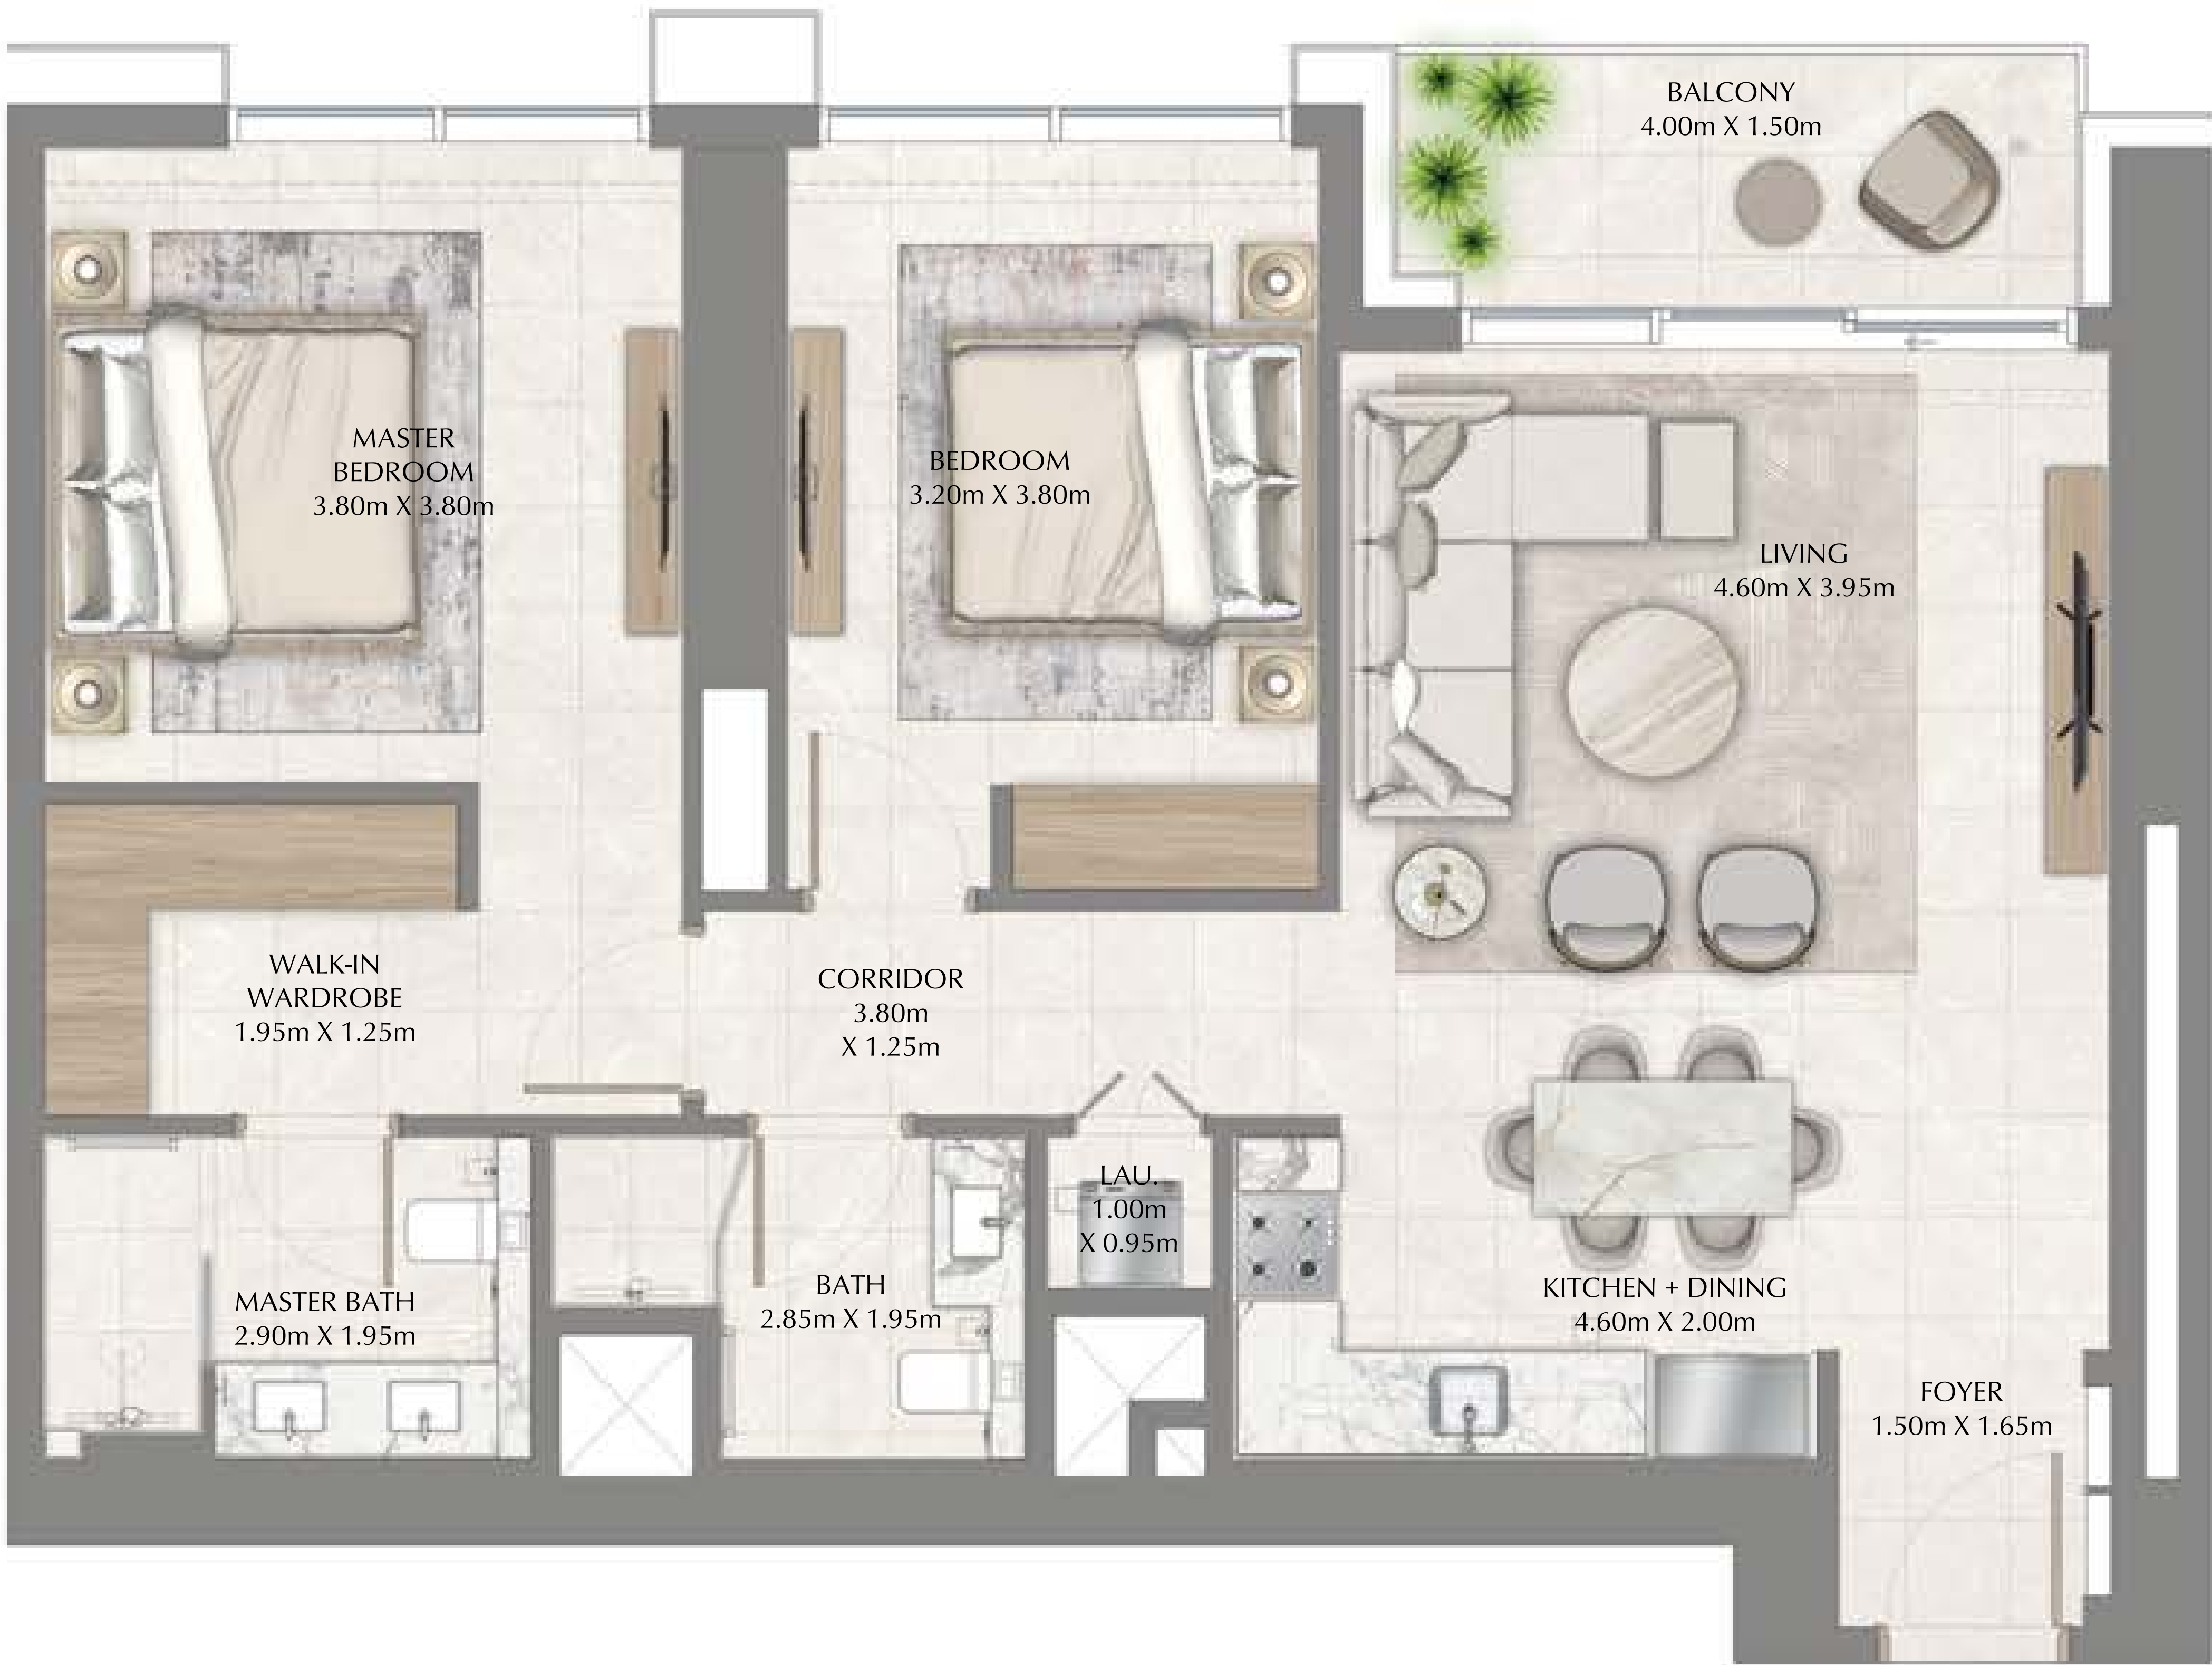 BALCONY
4.00m X 1.50m
MASTER
BEDROOM
3.80m X 3.80m
BEDROOM
3.20m X 3.80m
LIVING
4.60m X 3.95m
WALK-IN
WARDROBE
1.95m X 1.25m
CORRIDOR
3.80m
X 1.25m
LAU.
1.00m
X 0.95m
MASTER BATH
2.90m X 1.95m
BATH
2.85m X 1.95m
KITCHEN + DINING
4.60m X 2.00m
FOYER
1.50m X 1.65m